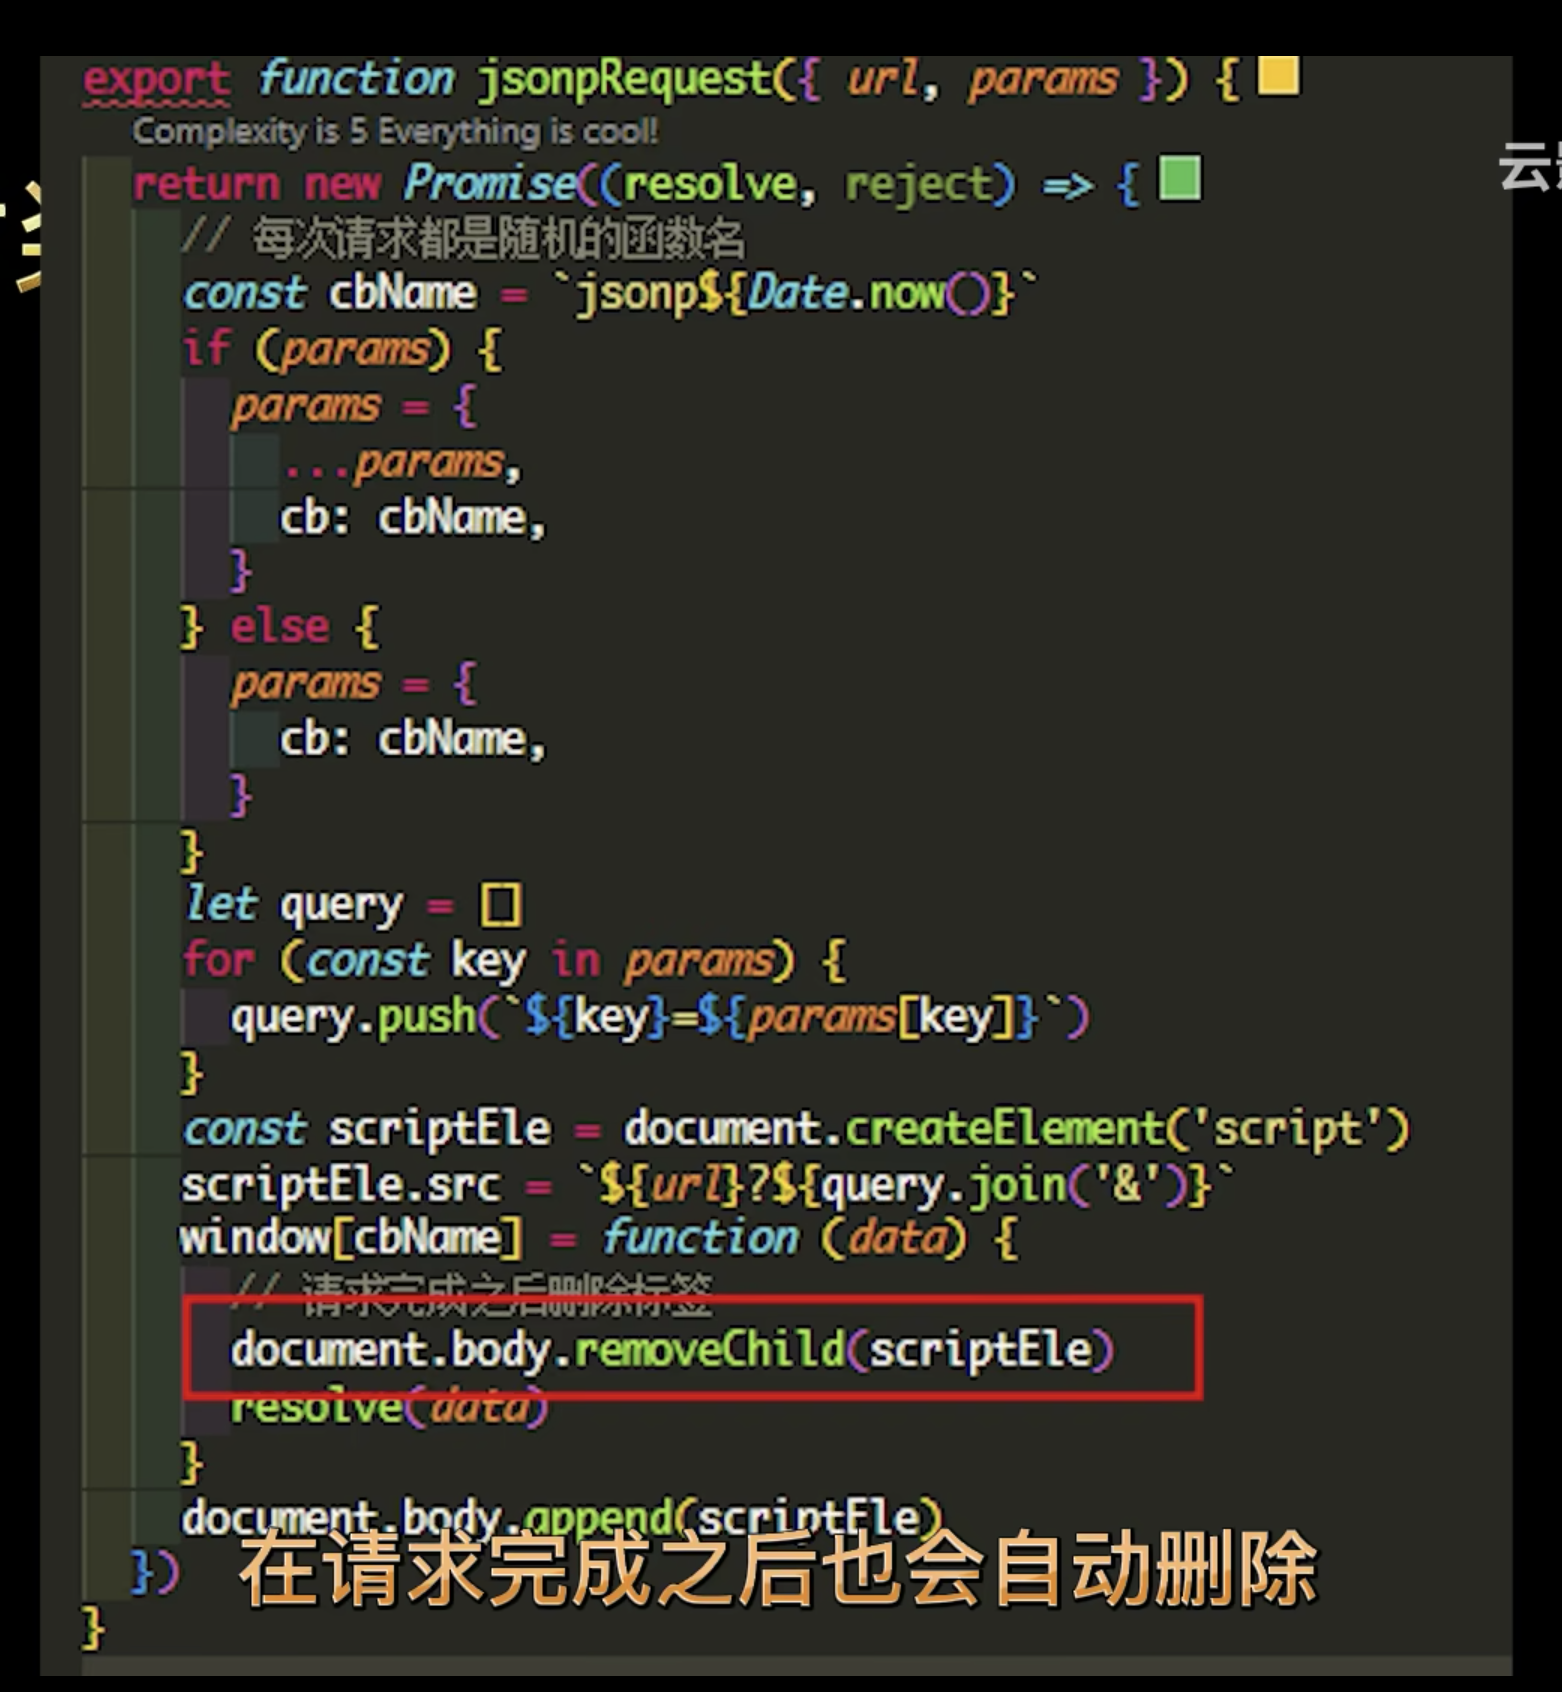 export function jsonpRequest({ url, params }) {
Complexity is 5 Everything is cool!
return new Promise((resolve, reject) => {
云
// 每次请求都是随机的函数名
const cbName = `jsonp${Date.now()}`
if (params) {
params = {
...params,
cb: cbName,
}
} else {
params = {
cb: cbName,
}
}
let query = []
for (const key in params) {
query.push(`${key}=${params[key]}`)
}
const scriptEle = document.createElement('script')
scriptEle.src = `${url}?${query.join('&')}`
window[cbName] = function (data) {
// 请求完成之后删除标签
document.body.removeChild(scriptEle)
resolve(data)
}
document.body.append(scriptEle)
})
在请求完成之后也会自动删除
}